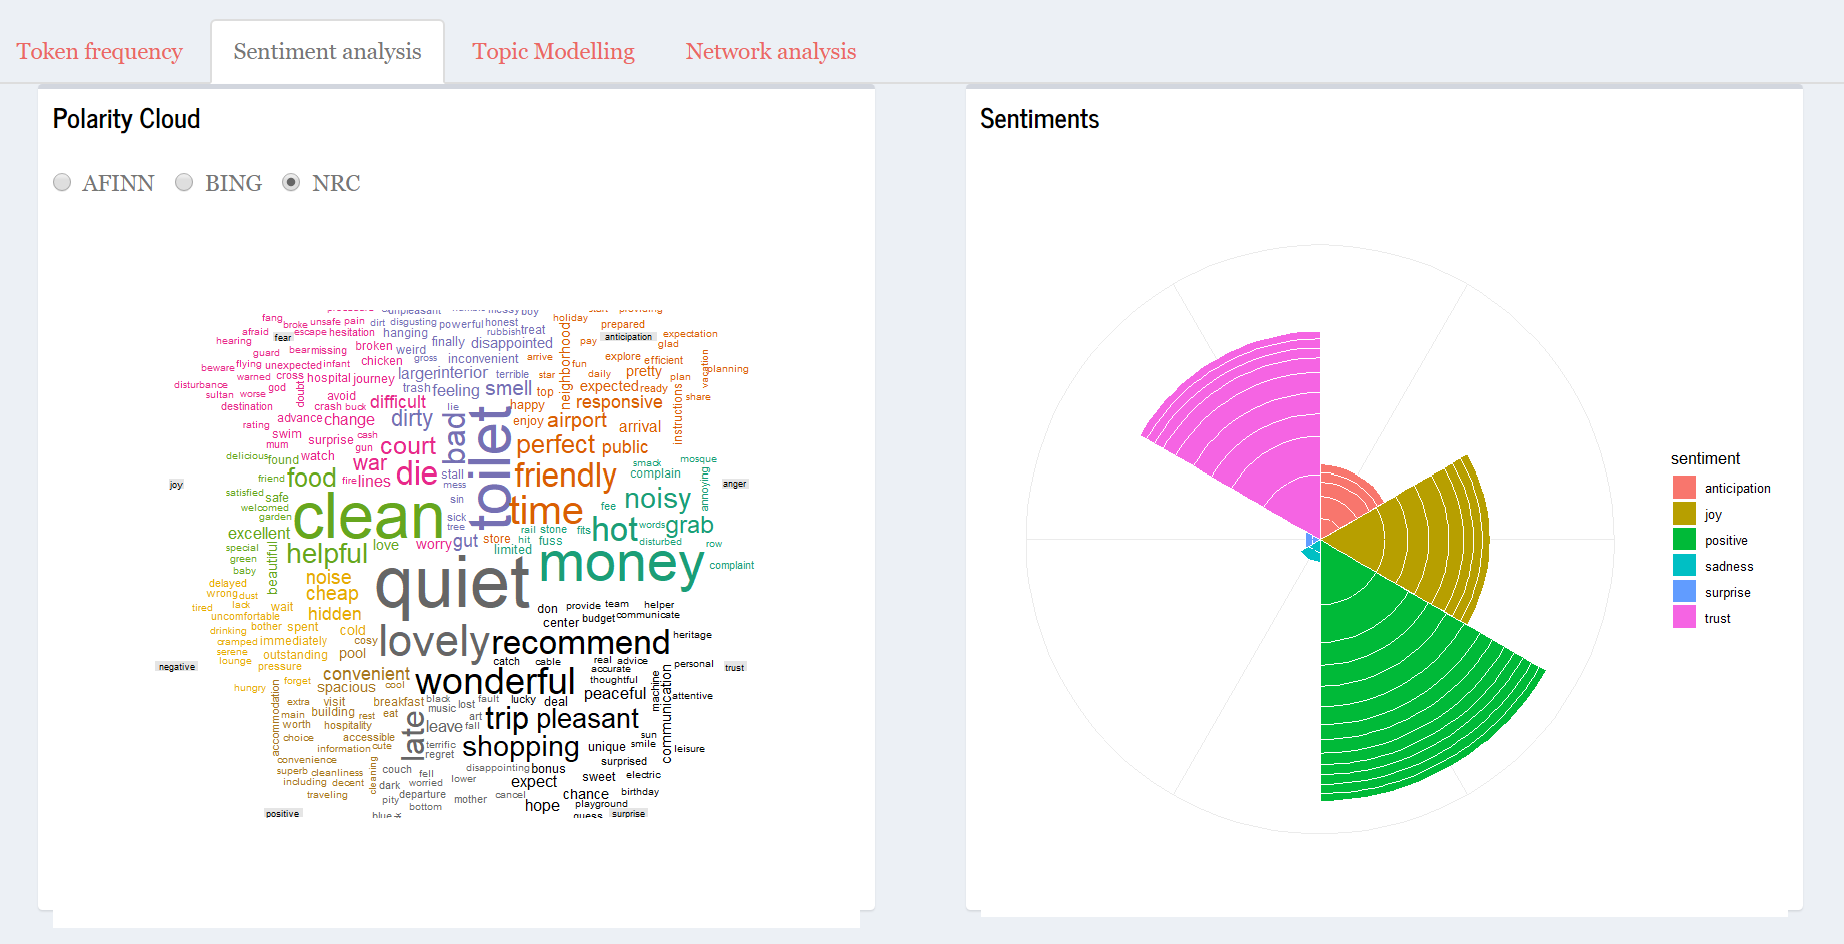 Token frequency Sentiment analysis Topic Modelling Network analysis
Polarity Cloud
AFINN BING NRC
fang unpleasant messy boy holiday start providing
afraid broke unsafe pain dirt disgusting powerful honest prepared
hearing fear escape hesitation hanging rubbish treat anticipation expectation
guard bear missing broken weird finally disappointed pay glad
beware flying unexpected infant chicken gross inconvenient arrive fun explore efficient vacation planning
disturbance warned cross hospital journey larger interior terrible star daily pretty plan
sultan worse god doubt trash feeling smell top neighborhood expected ready share
destination avoid crash buck difficult lie happy responsive instructions
rating advance change dirty bad toilet enjoy airport arrival
swim surprise cash court perfect public
mum gun
delicious found watch war die stall friendly smack mosque
friend food fire lines mess complain annoying joy anger
satisfied safe clean sin time noisy
welcomed garden sick fee
excellent tree rail stone fits hot words grab
special helpful love worry gut store hit fuss disturbed row
green beautiful limited money complaint
baby noise quiet
delayed cheap
wrong dust
tired lack wait hidden don provide team helper
uncomfortable center budget communicate
drinking bother spent cold lovely recommend heritage
cramped immediately cosy
serene outstanding pool catch cable real advice personal
lounge pressure accurate
negative convenient wonderful thoughtful trust
hungry forget spacious cool peaceful machine attentive
accommodation extra visit breakfast black lost fault lucky deal communication
main building rest eat music art trip pleasant
worth hospitality late leave fall
choice accessible sun
information cute terrific shopping unique smile leisure
convenience regret surprised
superb cleanliness cleaning couch fell disappointing bonus sweet electric
including decent dark worried lower expect
traveling pity departure mother cancel chance birthday
bottom hope playground
positive blue guess surprise
Sentiments
sentiment
anticipation
joy
positive
sadness
surprise
trust